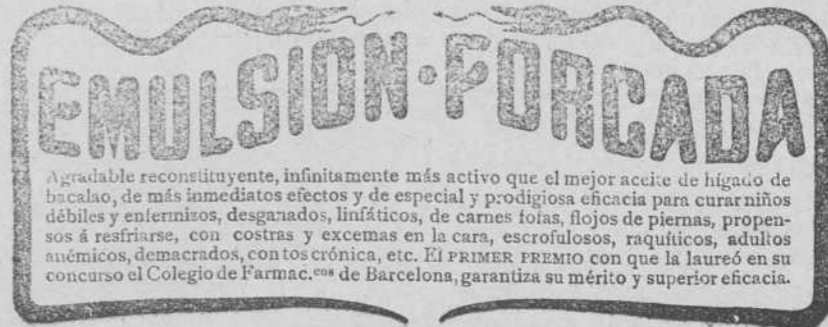 EMULSION·FORCADA
Agradable reconstituyente, infinitamente más activo que el mejor aceite de hígado de
bacalao, de más inmediatos efectos y de especial y prodigiosa eficacia para curar niños
débiles y enfermisos, desganados, linfáticos, de carnes fofas, flojos de piernas, propen-
sos á resfriarse, con costras y excemas en la cara, escrofulosos, raquíticos, adultos
anémicos, demacrados, con tos crónica, etc. El PRIMER PREMIO con que la laureó en su
concurso el Colegio de Farmac.cos de Barcelona, garantiza su mérito y superior eficacia.